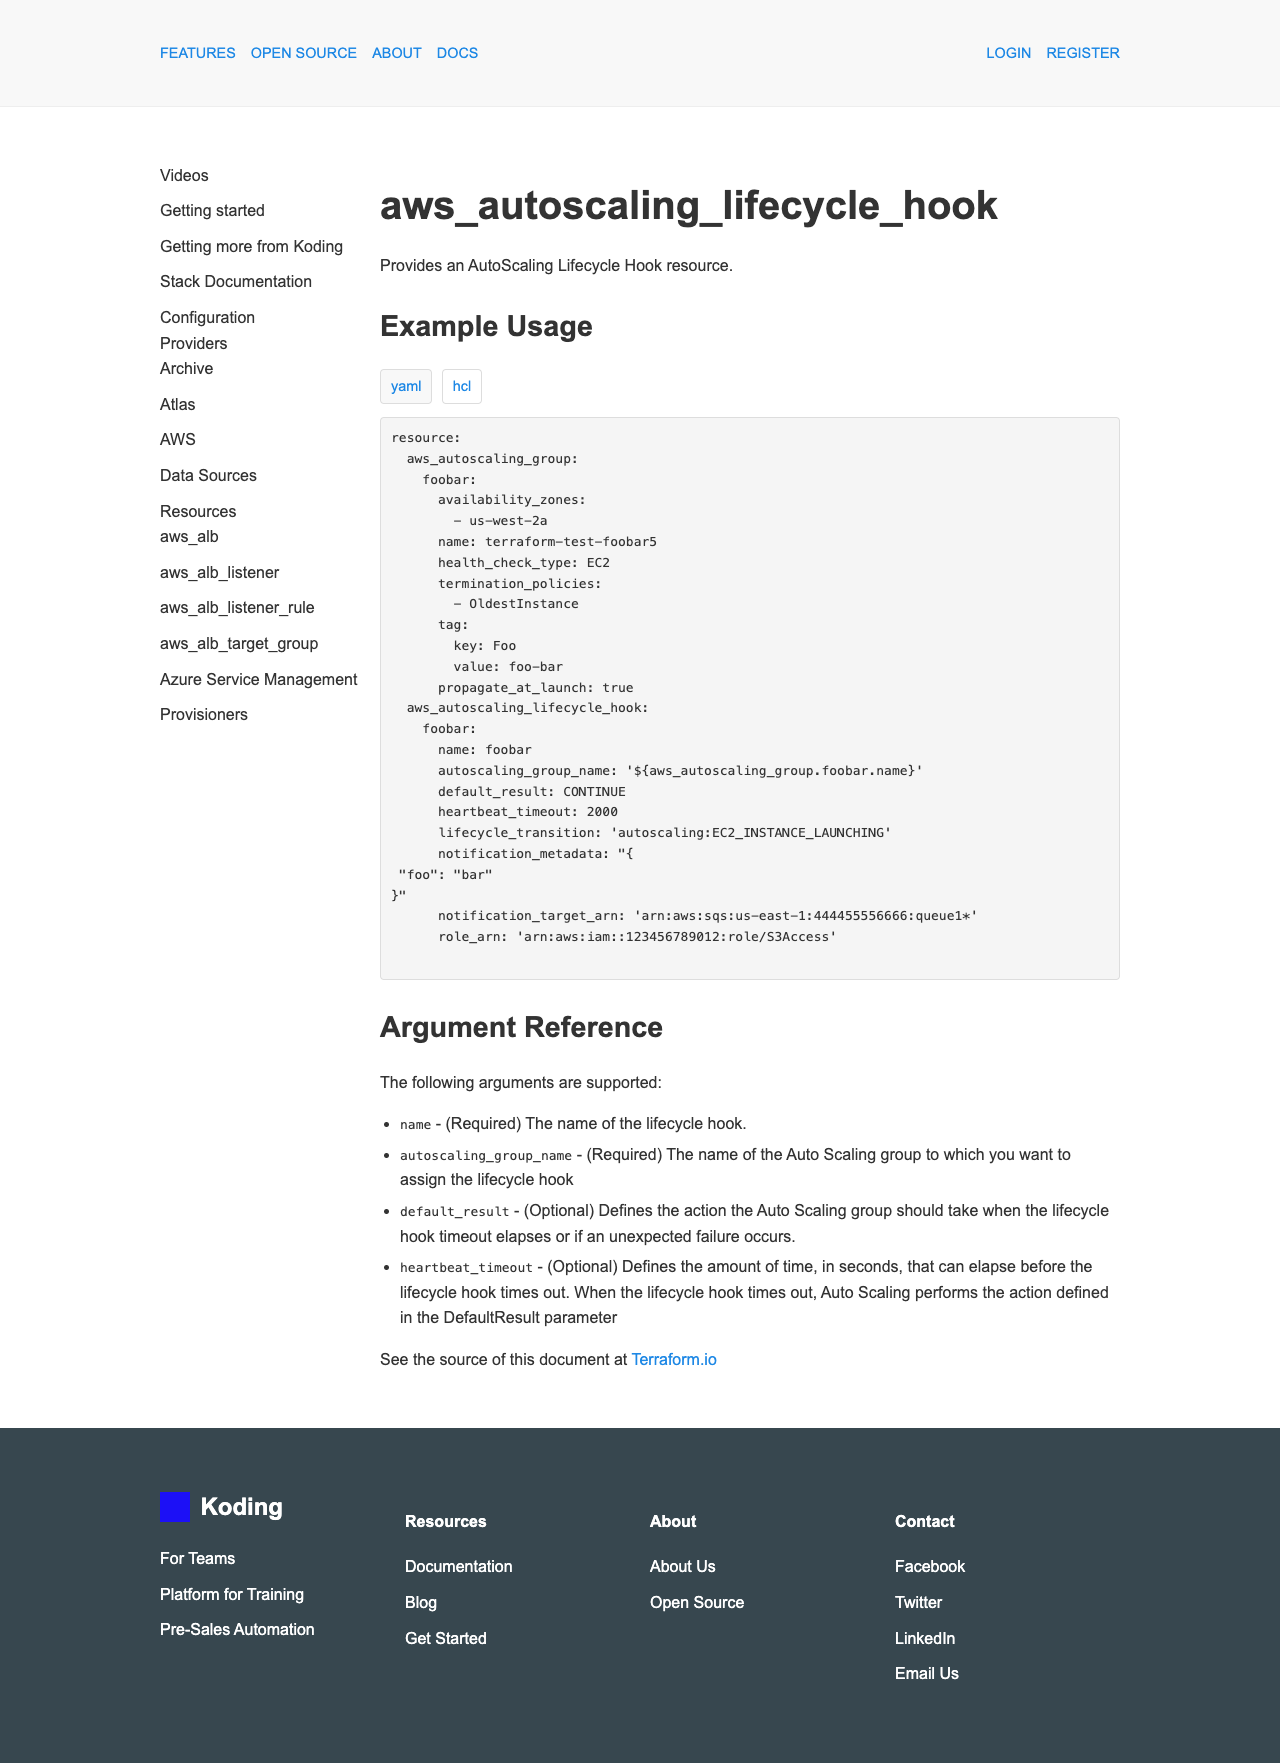 FEATURES OPEN SOURCE ABOUT DOCS LOGIN REGISTER
Videos
Getting started
Getting more from Koding
Stack Documentation
Configuration
Providers
Archive
Atlas
AWS
Data Sources
Resources
aws_alb
aws_alb_listener
aws_alb_listener_rule
aws_alb_target_group
Azure Service Management
Provisioners
aws_autoscaling_lifecycle_hook
Provides an AutoScaling Lifecycle Hook resource.
Example Usage
yaml hcl
resource:
  aws_autoscaling_group:
    foobar:
      availability_zones:
        - us-west-2a
      name: terraform-test-foobar5
      health_check_type: EC2
      termination_policies:
        - OldestInstance
      tag:
        key: Foo
        value: foo-bar
      propagate_at_launch: true
  aws_autoscaling_lifecycle_hook:
    foobar:
      name: foobar
      autoscaling_group_name: '${aws_autoscaling_group.foobar.name}'
      default_result: CONTINUE
      heartbeat_timeout: 2000
      lifecycle_transition: 'autoscaling:EC2_INSTANCE_LAUNCHING'
      notification_metadata: "{
 "foo": "bar"
}"
      notification_target_arn: 'arn:aws:sqs:us-east-1:444455556666:queue1*'
      role_arn: 'arn:aws:iam::123456789012:role/S3Access'
Argument Reference
The following arguments are supported:
• name - (Required) The name of the lifecycle hook.
• autoscaling_group_name - (Required) The name of the Auto Scaling group to which you want to
assign the lifecycle hook
• default_result - (Optional) Defines the action the Auto Scaling group should take when the lifecycle
hook timeout elapses or if an unexpected failure occurs.
• heartbeat_timeout - (Optional) Defines the amount of time, in seconds, that can elapse before the
lifecycle hook times out. When the lifecycle hook times out, Auto Scaling performs the action defined
in the DefaultResult parameter
See the source of this document at Terraform.io
Koding
For Teams
Platform for Training
Pre-Sales Automation
Resources
Documentation
Blog
Get Started
About
About Us
Open Source
Contact
Facebook
Twitter
LinkedIn
Email Us